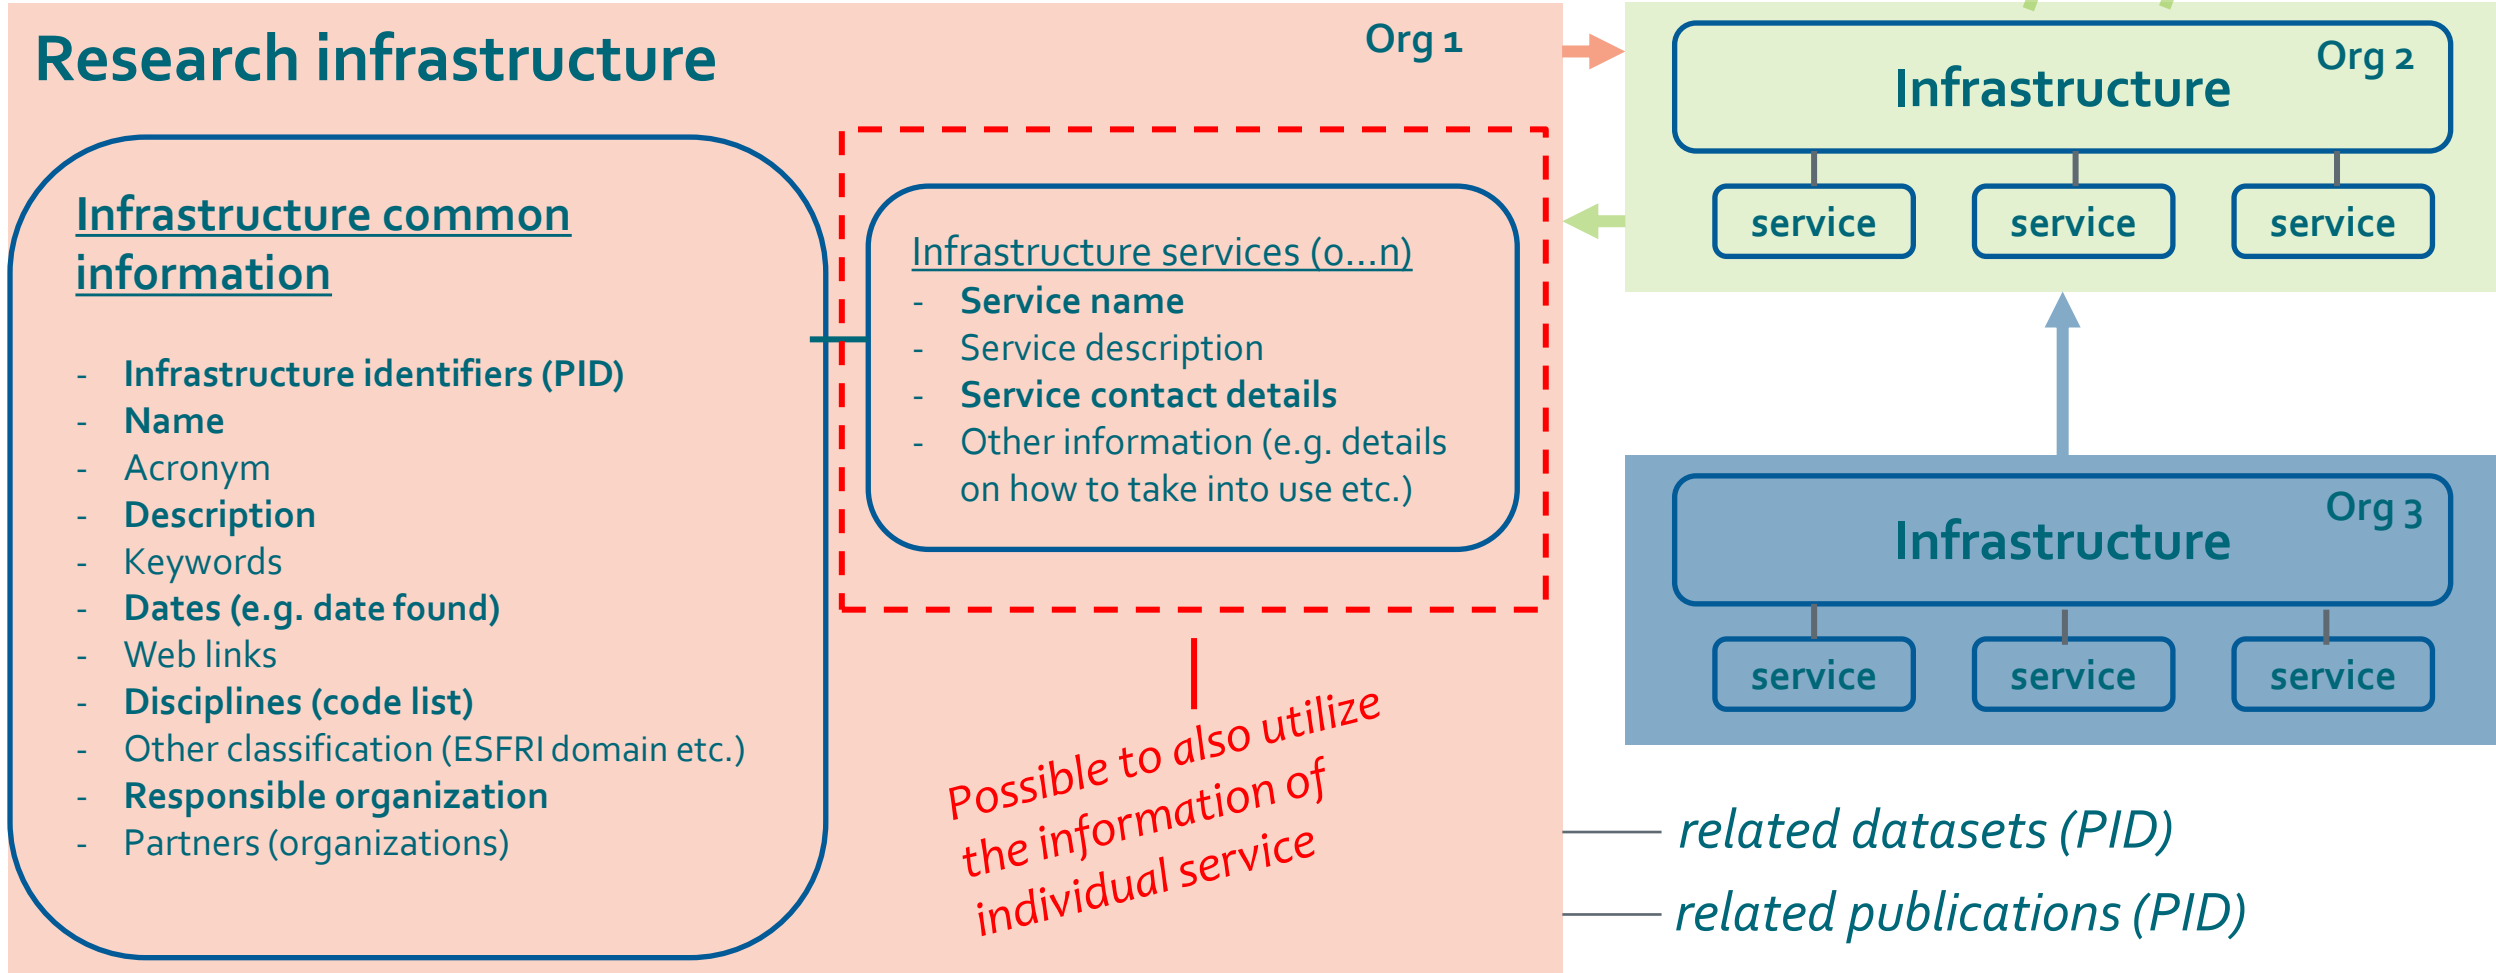 Research infrastructure
Org 1
Infrastructure common
information
- Infrastructure identifiers (PID)
- Name
- Acronym
- Description
- Keywords
- Dates (e.g. date found)
- Web links
- Disciplines (code list)
- Other classification (ESFRI domain etc.)
- Responsible organization
- Partners (organizations)
Infrastructure services (0...n)
- Service name
- Service description
- Service contact details
- Other information (e.g. details
on how to take into use etc.)
Possible to also utilize
the information of
individual service
Org 2
Infrastructure
service
service
service
Org 3
Infrastructure
service
service
service
related datasets (PID)
related publications (PID)